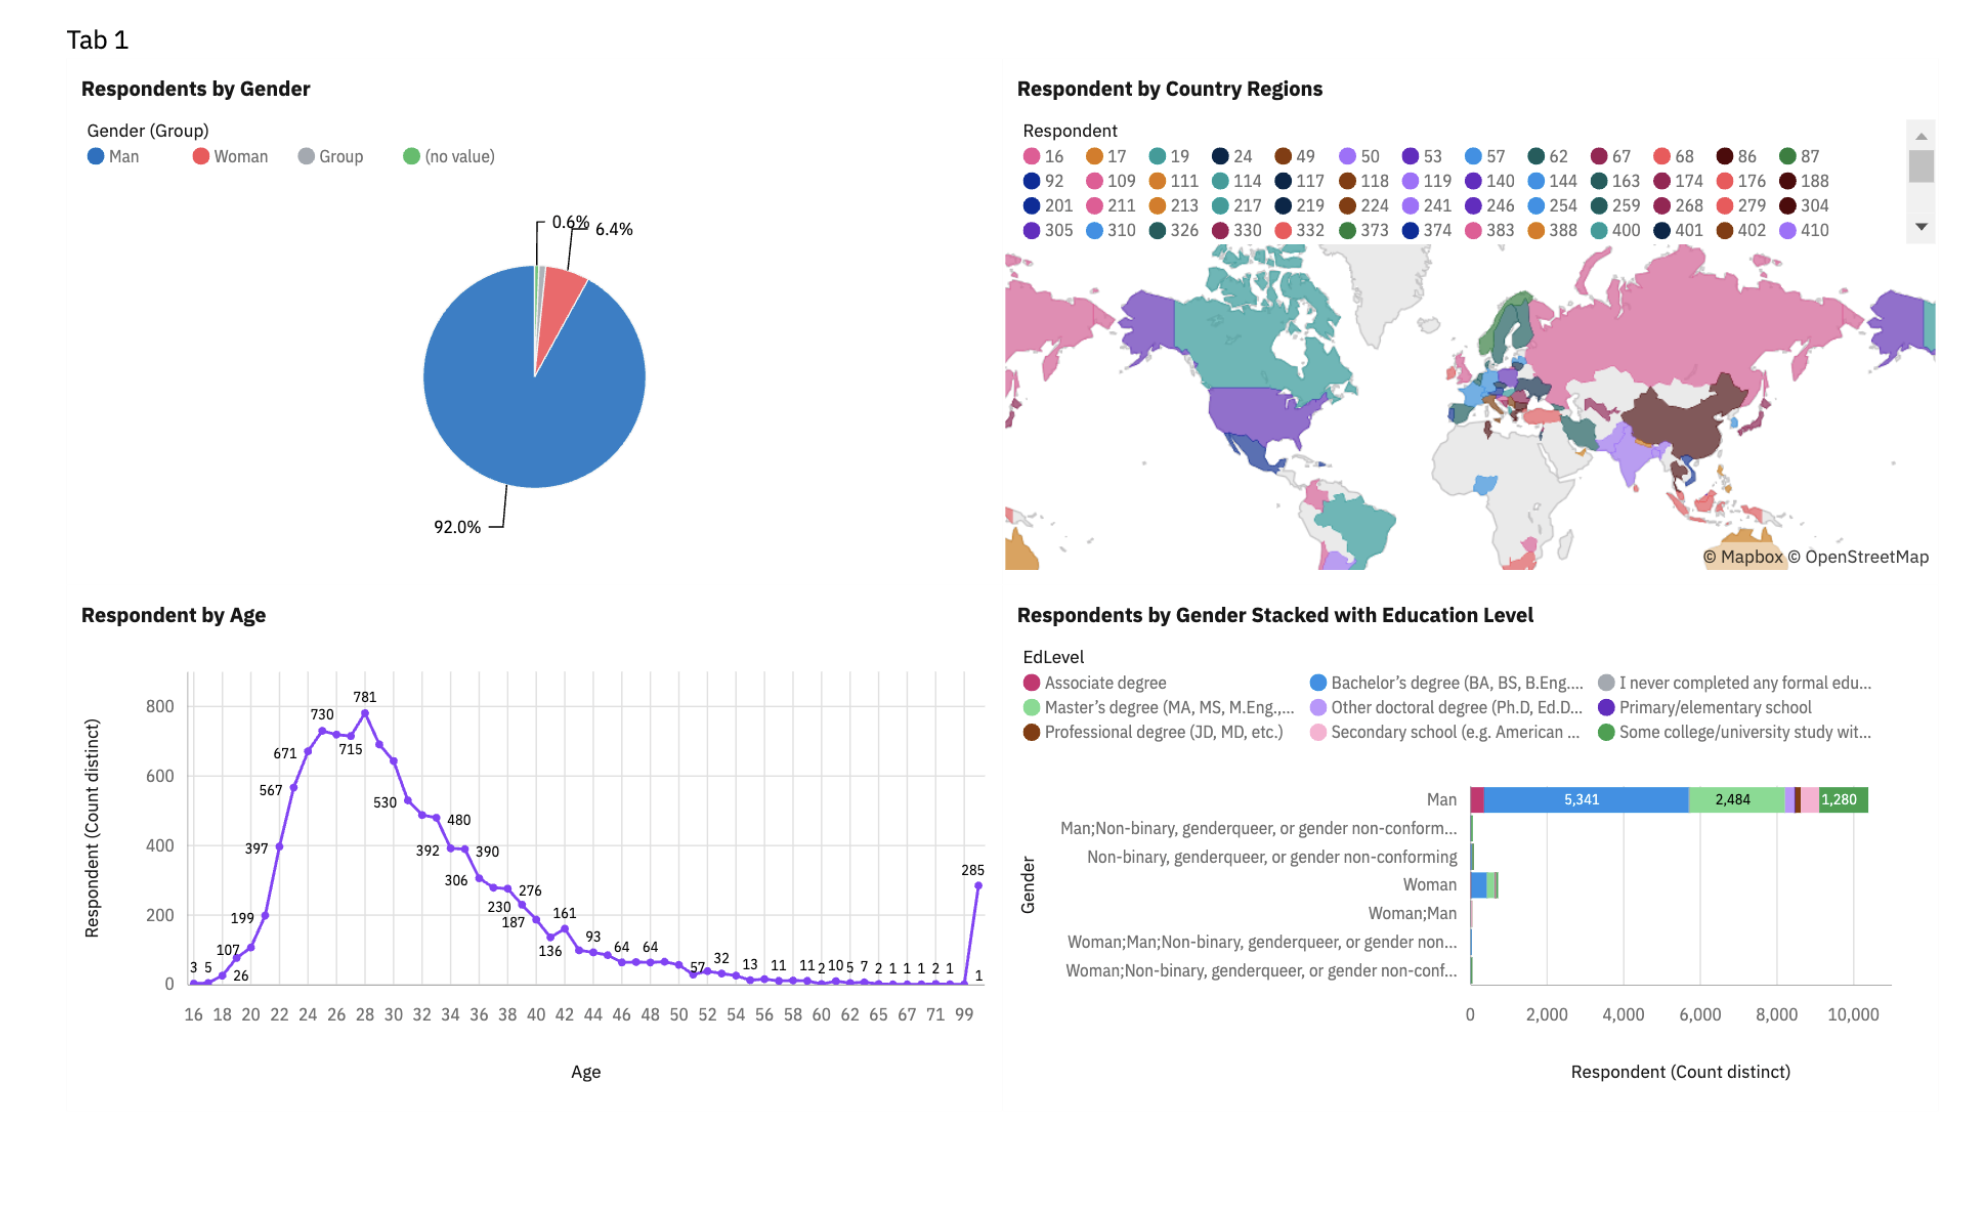 Tab 1
Respondents by Gender
Gender (Group)
Man Woman Group (no value)
0.6%
6.4%
92.0%
Respondent by Country Regions
Respondent
16 17 19 24 49 50 53 57 62 67 68 86 87
92 109 111 114 117 118 119 140 144 163 174 176 188
201 211 213 217 219 224 241 246 254 259 268 279 304
305 310 326 330 332 373 374 383 388 400 401 402 410
© Mapbox © OpenStreetMap
Respondent by Age
Respondent (Count distinct)
800
600
400
200
0
3 5 26 107 199 397 567 671 730 715 781 530 480 392 390 306 276 230 187 136 161 93 64 64 57 32 13 11 11 2 10 5 7 2 1 1 1 2 1 1 285
16 18 20 22 24 26 28 30 32 34 36 38 40 42 44 46 48 50 52 54 56 58 60 62 65 67 71 99
Age
Respondents by Gender Stacked with Education Level
EdLevel
Associate degree Bachelor’s degree (BA, BS, B.Eng.... I never completed any formal edu...
Master’s degree (MA, MS, M.Eng.,... Other doctoral degree (Ph.D, Ed.D... Primary/elementary school
Professional degree (JD, MD, etc.) Secondary school (e.g. American ... Some college/university study wit...
Gender
Man 5,341 2,484 1,280
Man;Non-binary, genderqueer, or gender non-conform...
Non-binary, genderqueer, or gender non-conforming
Woman
Woman;Man
Woman;Man;Non-binary, genderqueer, or gender non...
Woman;Non-binary, genderqueer, or gender non-conf...
0 2,000 4,000 6,000 8,000 10,000
Respondent (Count distinct)